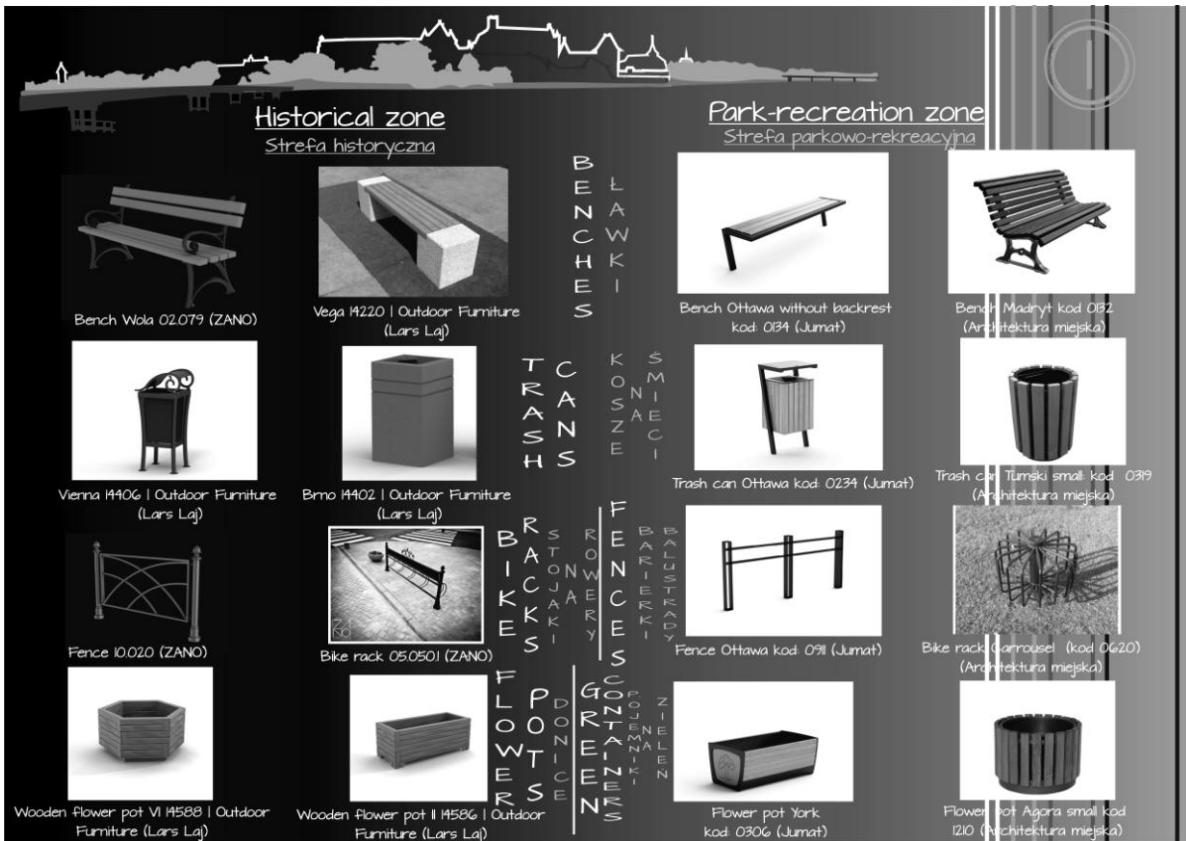 Historical zone
Strefa historyczna
Park-recreation zone
Strefa parkowo-rekreacyjna
BENCHES
ŁAWKI
Bench Wola 02.079 (ZANO)
Vega 14220 | Outdoor Furniture
(Lars Laj)
Bench Ottawa without backrest
kod: 0134 (Jumat)
Bench Madryt kod 0132
(Architektura miejska)
TRASH
CANS
KOSZE
NA
ŚMIECI
Vienna 14406 | Outdoor Furniture
(Lars Laj)
Brno 14402 | Outdoor Furniture
(Lars Laj)
Trash can Ottawa kod: 0234 (Jumat)
Trash can Tumski small: kod 0319
(Architektura miejska)
BIKE
RACKS
STOJAKI
NA
ROWERY
FENCES
BARIERKI
BALUSTRADY
Fence 10.020 (ZANO)
Bike rack 05.050.1 (ZANO)
Fence Ottawa kod: 0911 (Jumat)
Bike rack Carrousel (kod 0620)
(Architektura miejska)
FLOWER
POTS
DONICE
GREEN
CONTAINERS
POJEMNIKI
NA
ZIELEN
Wooden flower pot VI 14588 | Outdoor
Furniture (Lars Laj)
Wooden flower pot II 14586 | Outdoor
Furniture (Lars Laj)
Flower pot York
kod: 0306 (Jumat)
Flower pot Agora small kod
1210 (Architektura miejska)